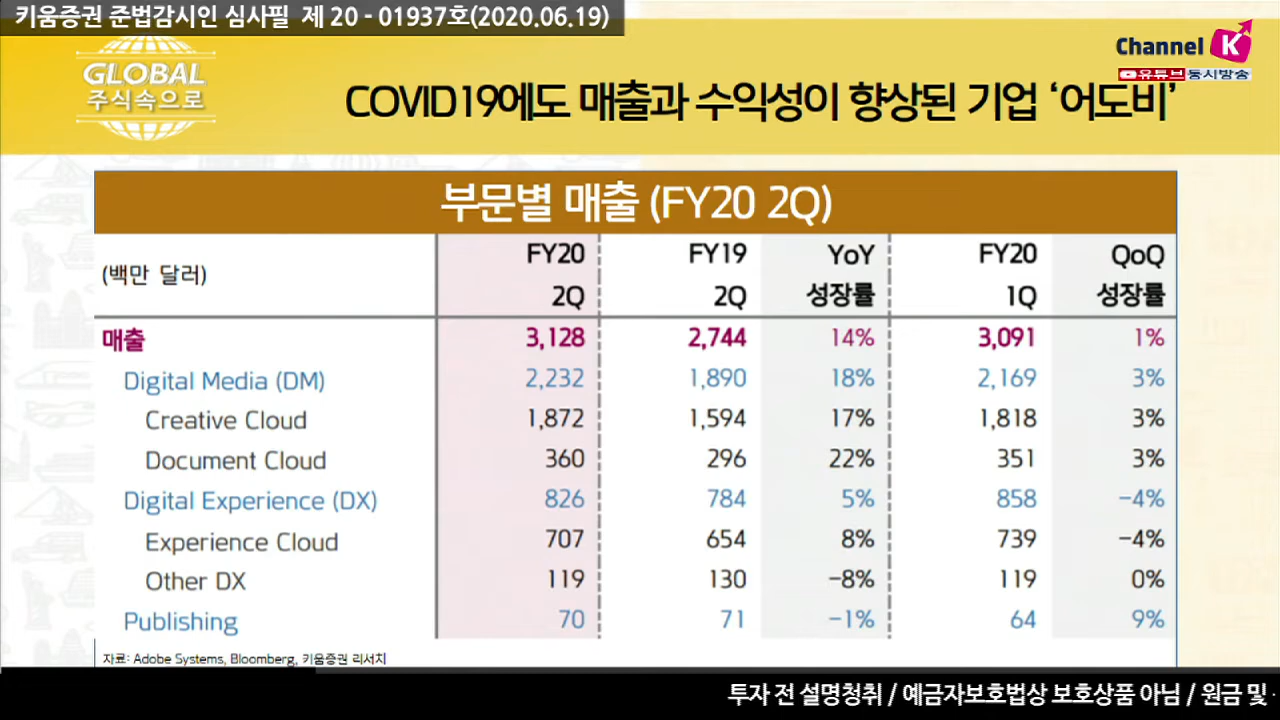 키움증권 준법감시인 심사필 제 20 - 01937호(2020.06.19)
Channel K
유튜브 동시방송
GLOBAL
주식속으로
COVID19에도 매출과 수익성이 향상된 기업 ‘어도비’
부문별 매출 (FY20 2Q)
(백만 달러) FY20 2Q FY19 2Q YoY 성장률 FY20 1Q QoQ 성장률
매출 3,128 2,744 14% 3,091 1%
Digital Media (DM) 2,232 1,890 18% 2,169 3%
Creative Cloud 1,872 1,594 17% 1,818 3%
Document Cloud 360 296 22% 351 3%
Digital Experience (DX) 826 784 5% 858 -4%
Experience Cloud 707 654 8% 739 -4%
Other DX 119 130 -8% 119 0%
Publishing 70 71 -1% 64 9%
자료: Adobe Systems, Bloomberg, 키움증권 리서치
투자 전 설명청취 / 예금자보호법상 보호상품 아님 / 원금 및